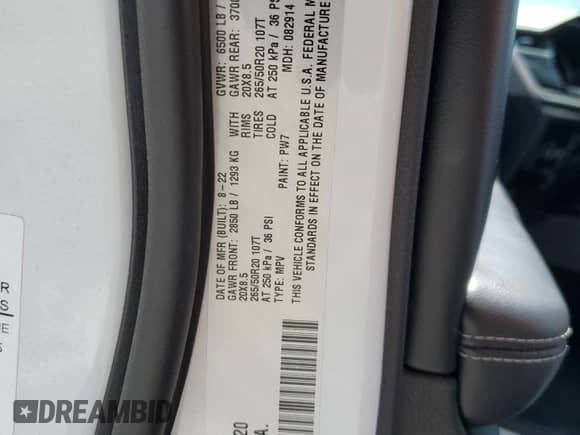 DATE OF MFR (BUILT): 8-22 GVWR: 6500 LB /
GAWR FRONT: 2850 LB / 1293 KG WITH GAWR REAR: 3700
20X8.5 RIMS 20X8.5
265/50R20 107T TIRES 265/50R20 107T
AT 250 kPa / 36 PSI COLD AT 250 kPa / 36 PS
TYPE: MPV PAINT: PW7 MDH: 082914
THIS VEHICLE CONFORMS TO ALL APPLICABLE U.S.A. FEDERAL M
STANDARDS IN EFFECT ON THE DATE OF MANUFACTURE
20
A.
R
S
E
DREAMBID